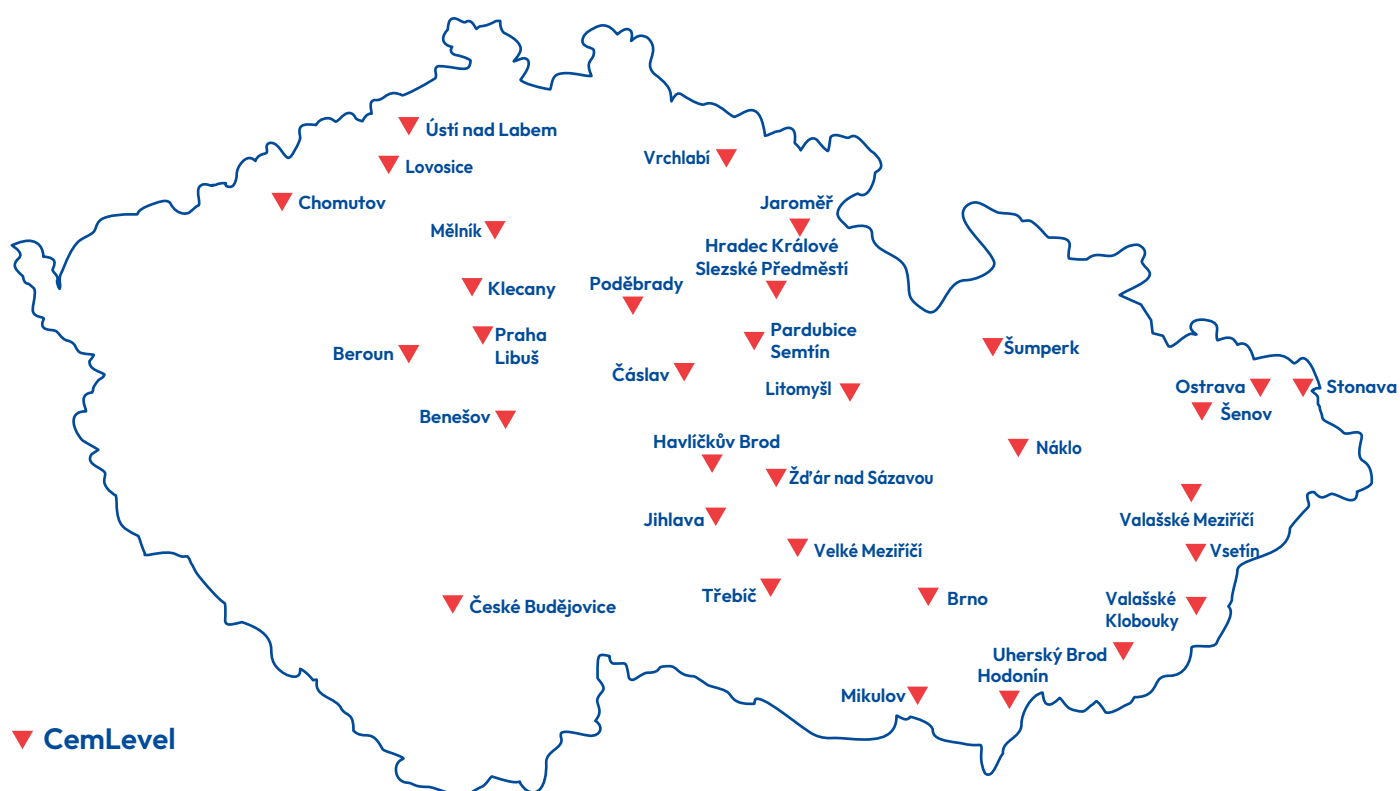 Ústí nad Labem
Vrchlabí
Lovosice
Chomutov
Jaroměř
Mělník
Hradec Králové
Slezské Předměstí
Klecany
Poděbrady
Praha
Libuš
Pardubice
Semtín
Beroun
Šumperk
Čáslav
Litomyšl
Ostrava
Stonava
Šenov
Benešov
Havlíčkův Brod
Náklo
Žďár nad Sázavou
Jihlava
Valašské Meziříčí
Velké Meziříčí
Vsetín
Třebíč
Brno
České Budějovice
Valašské
Klobouky
Uherský Brod
Hodonín
Mikulov
CemLevel